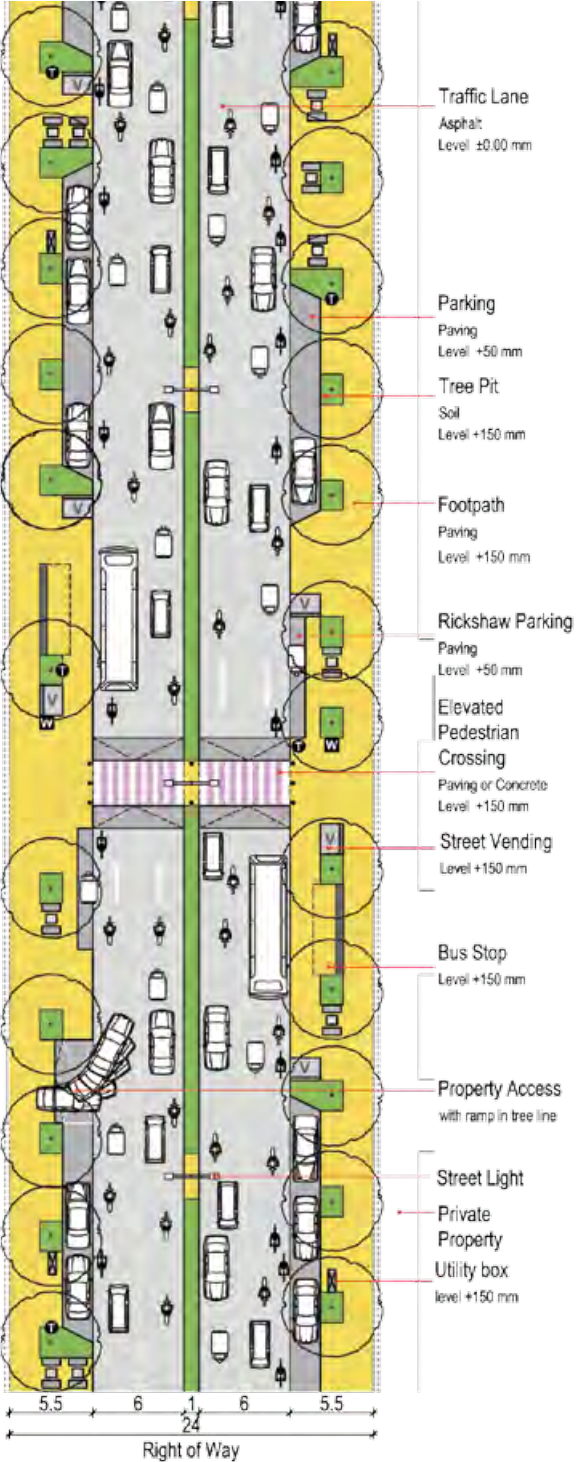 Traffic Lane
Asphalt
Level ±0.00 mm
Parking
Paving
Level +50 mm
Tree Pit
Soil
Level +150 mm
Footpath
Paving
Level +150 mm
Rickshaw Parking
Paving
Level +50 mm
Elevated
Pedestrian
Crossing
Paving or Concrete
Level +150 mm
Street Vending
Level +150 mm
Bus Stop
Level +150 mm
Property Access
with ramp in tree line
Street Light
Private
Property
Utility box
level +150 mm
T
V
T
V
T
V
V
T
W
T
W
V
V
T
5.5 6 1 6 5.5
24
Right of Way